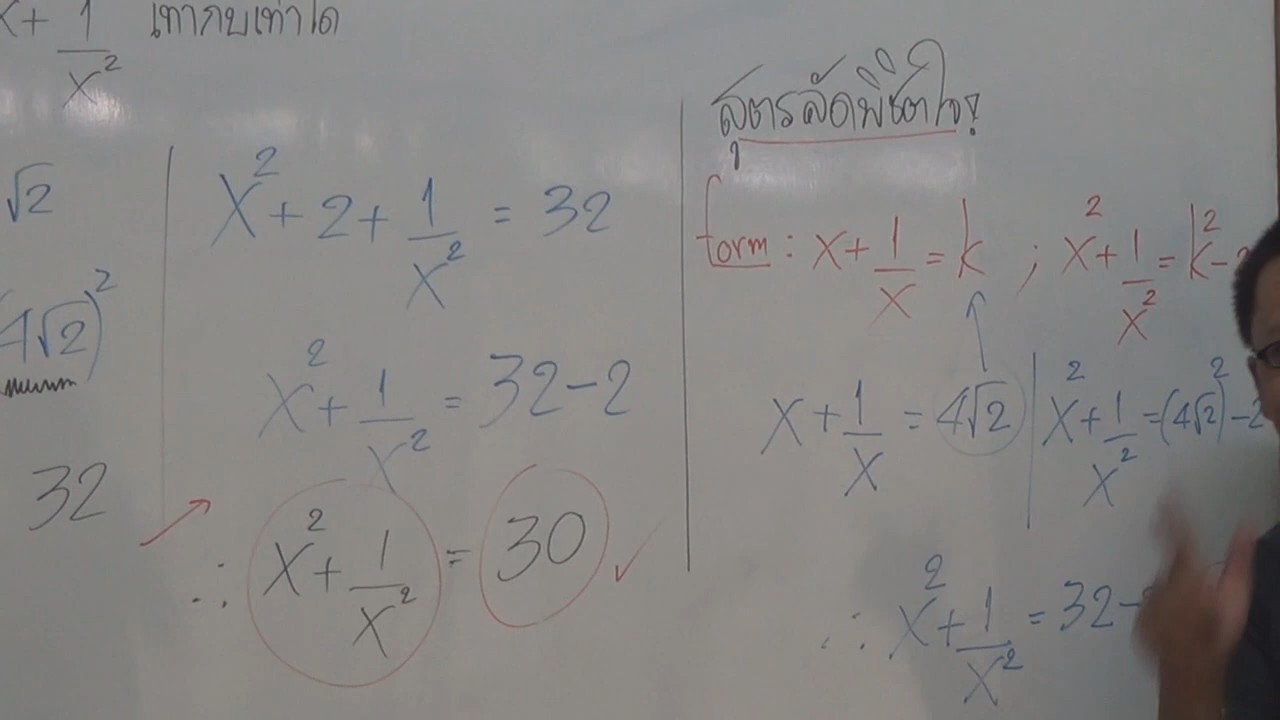 x + 1/x² เท่ากับเท่าใด
√2
(4√2)²
32
x² + 2 + 1/x² = 32
x² + 1/x² = 32 - 2
∴ x² + 1/x² = 30 ✓
สูตรลัดพิชิตโจ?
form : x + 1/x = k ; x² + 1/x² = k² -
x + 1/x = 4√2 | x² + 1/x² = (4√2)² - 2
∴ x² + 1/x² = 32 -